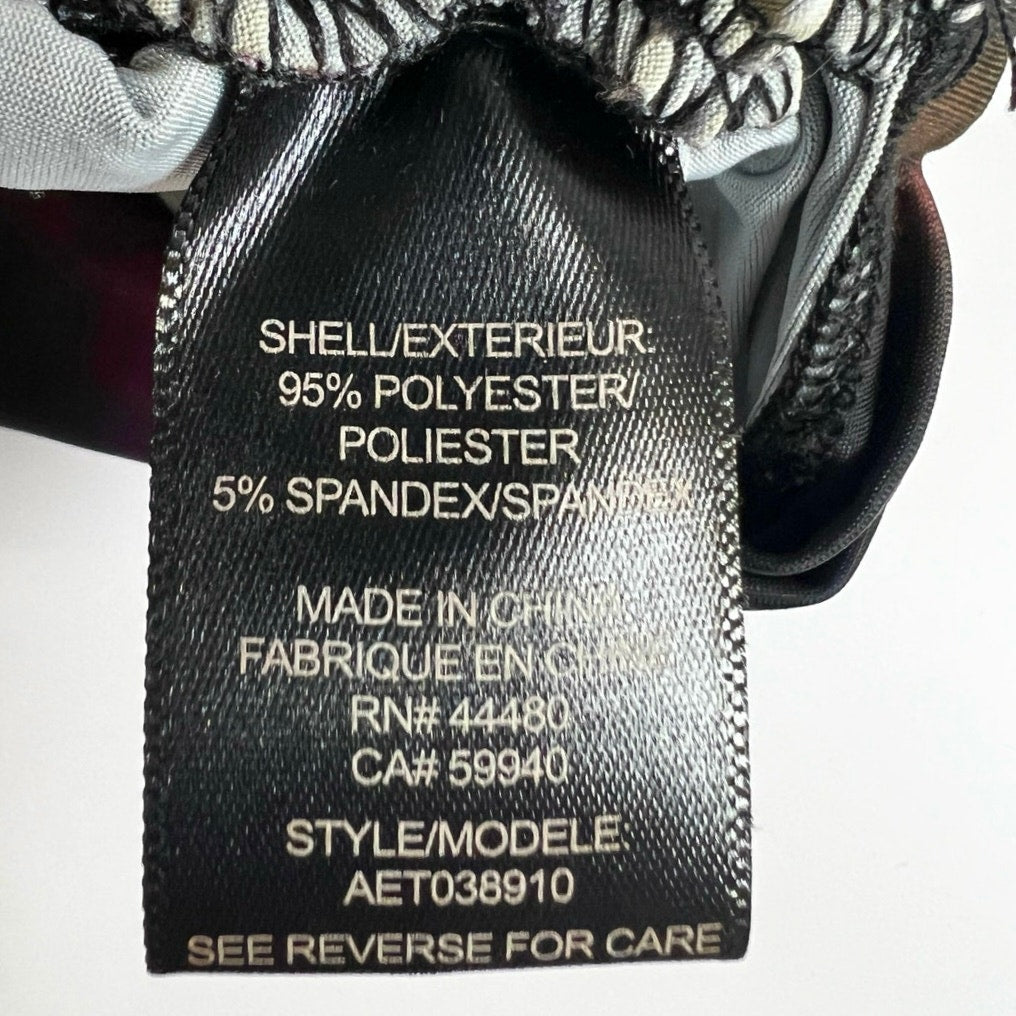 SHELL/EXTERIEUR:
95% POLYESTER/
POLIESTER
5% SPANDEX/SPANDEX
MADE IN CHINA
FABRIQUE EN CHINE
RN# 44480
CA# 59940
STYLE/MODELE:
AET038910
SEE REVERSE FOR CARE